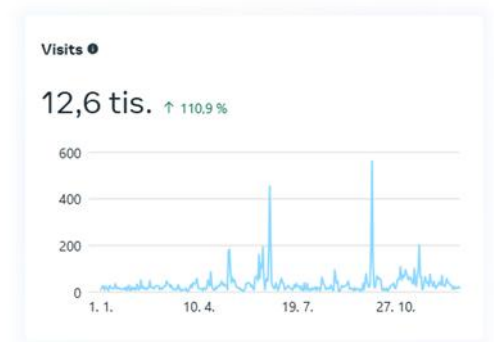 Visits
12,6 tis. ↑ 110,9 %
600
400
200
0
1. 1. 10. 4. 19. 7. 27. 10.